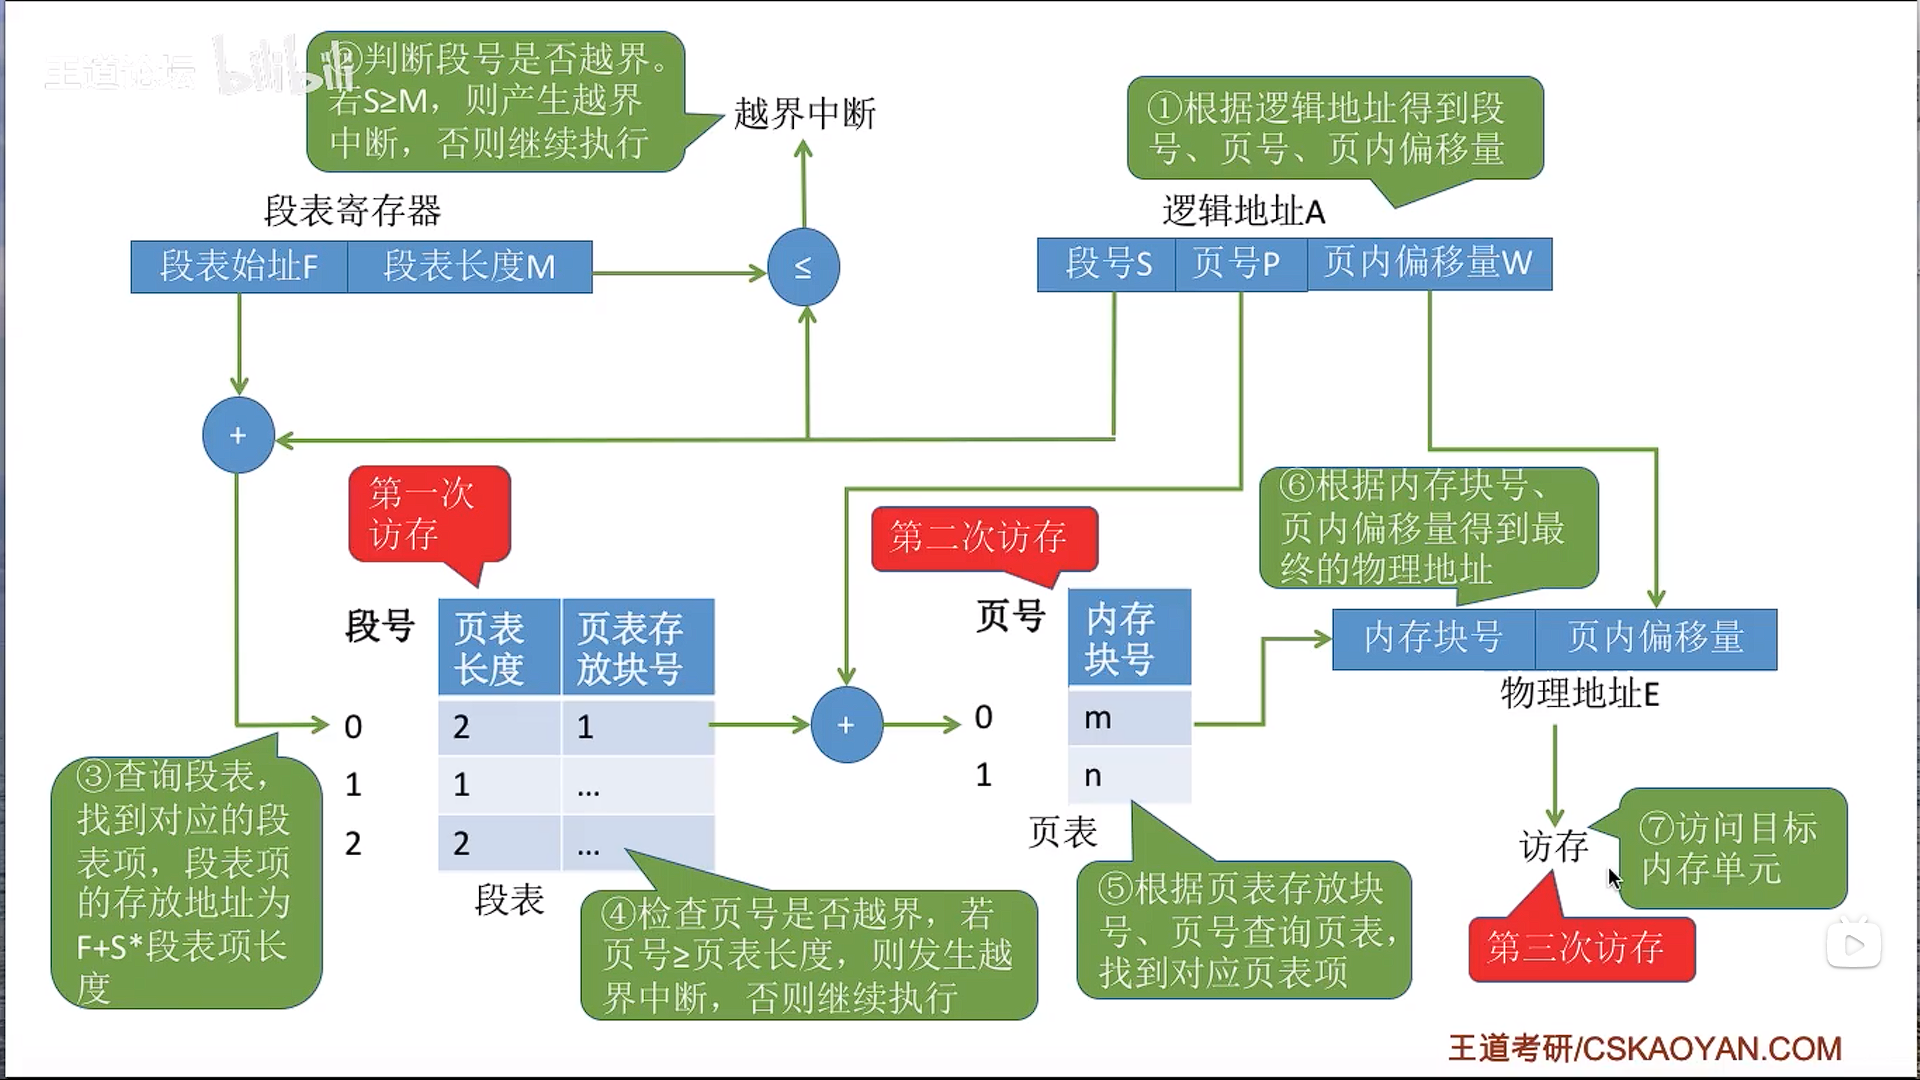 王道论坛 bilibili
②判断段号是否越界。
若S≥M，则产生越界
中断，否则继续执行
越界中断
①根据逻辑地址得到段
号、页号、页内偏移量
段表寄存器
段表始址F 段表长度M
≤
逻辑地址A
段号S 页号P 页内偏移量W
+
第一次
访存
第二次访存
⑥根据内存块号、
页内偏移量得到最
终的物理地址
段号
页表
长度
页表存
放块号
0 2 1
1 1 ...
2 2 ...
段表
+
页号
内存
块号
0 m
1 n
页表
内存块号 页内偏移量
物理地址E
③查询段表，
找到对应的段
表项，段表项
的存放地址为
F+S*段表项长
度
④检查页号是否越界，若
页号≥页表长度，则发生越
界中断，否则继续执行
⑤根据页表存放块
号、页号查询页表，
找到对应页表项
访存
⑦访问目标
内存单元
第三次访存
王道考研/CSKAOYAN.COM